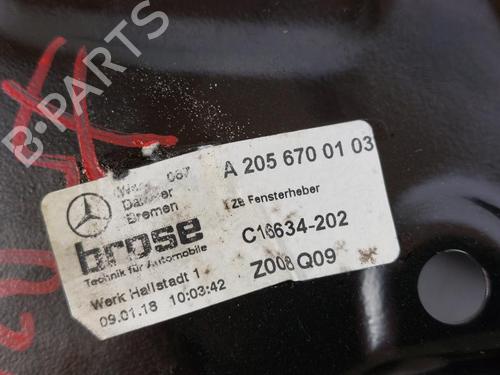 067 A 205 670 01 03
Daimler
Bremen
Fensterheber
brose C16634-202
Technik für Automobile
Werk Hallstadt 1 Z008 Q09
09.01.18 10:03:42
B-PARTS